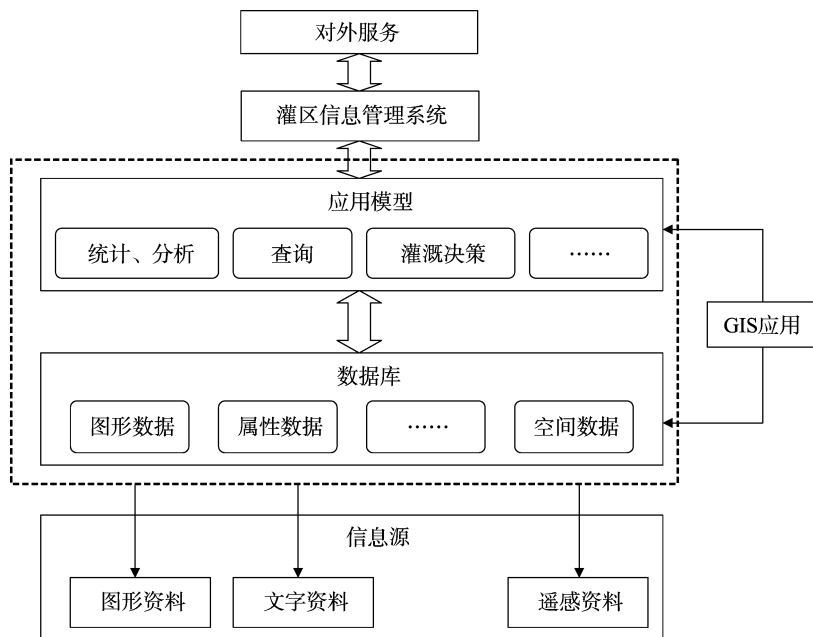 对外服务
灌区信息管理系统
应用模型
统计、分析
查询
灌溉决策
……
GIS应用
数据库
图形数据
属性数据
……
空间数据
信息源
图形资料
文字资料
遥感资料